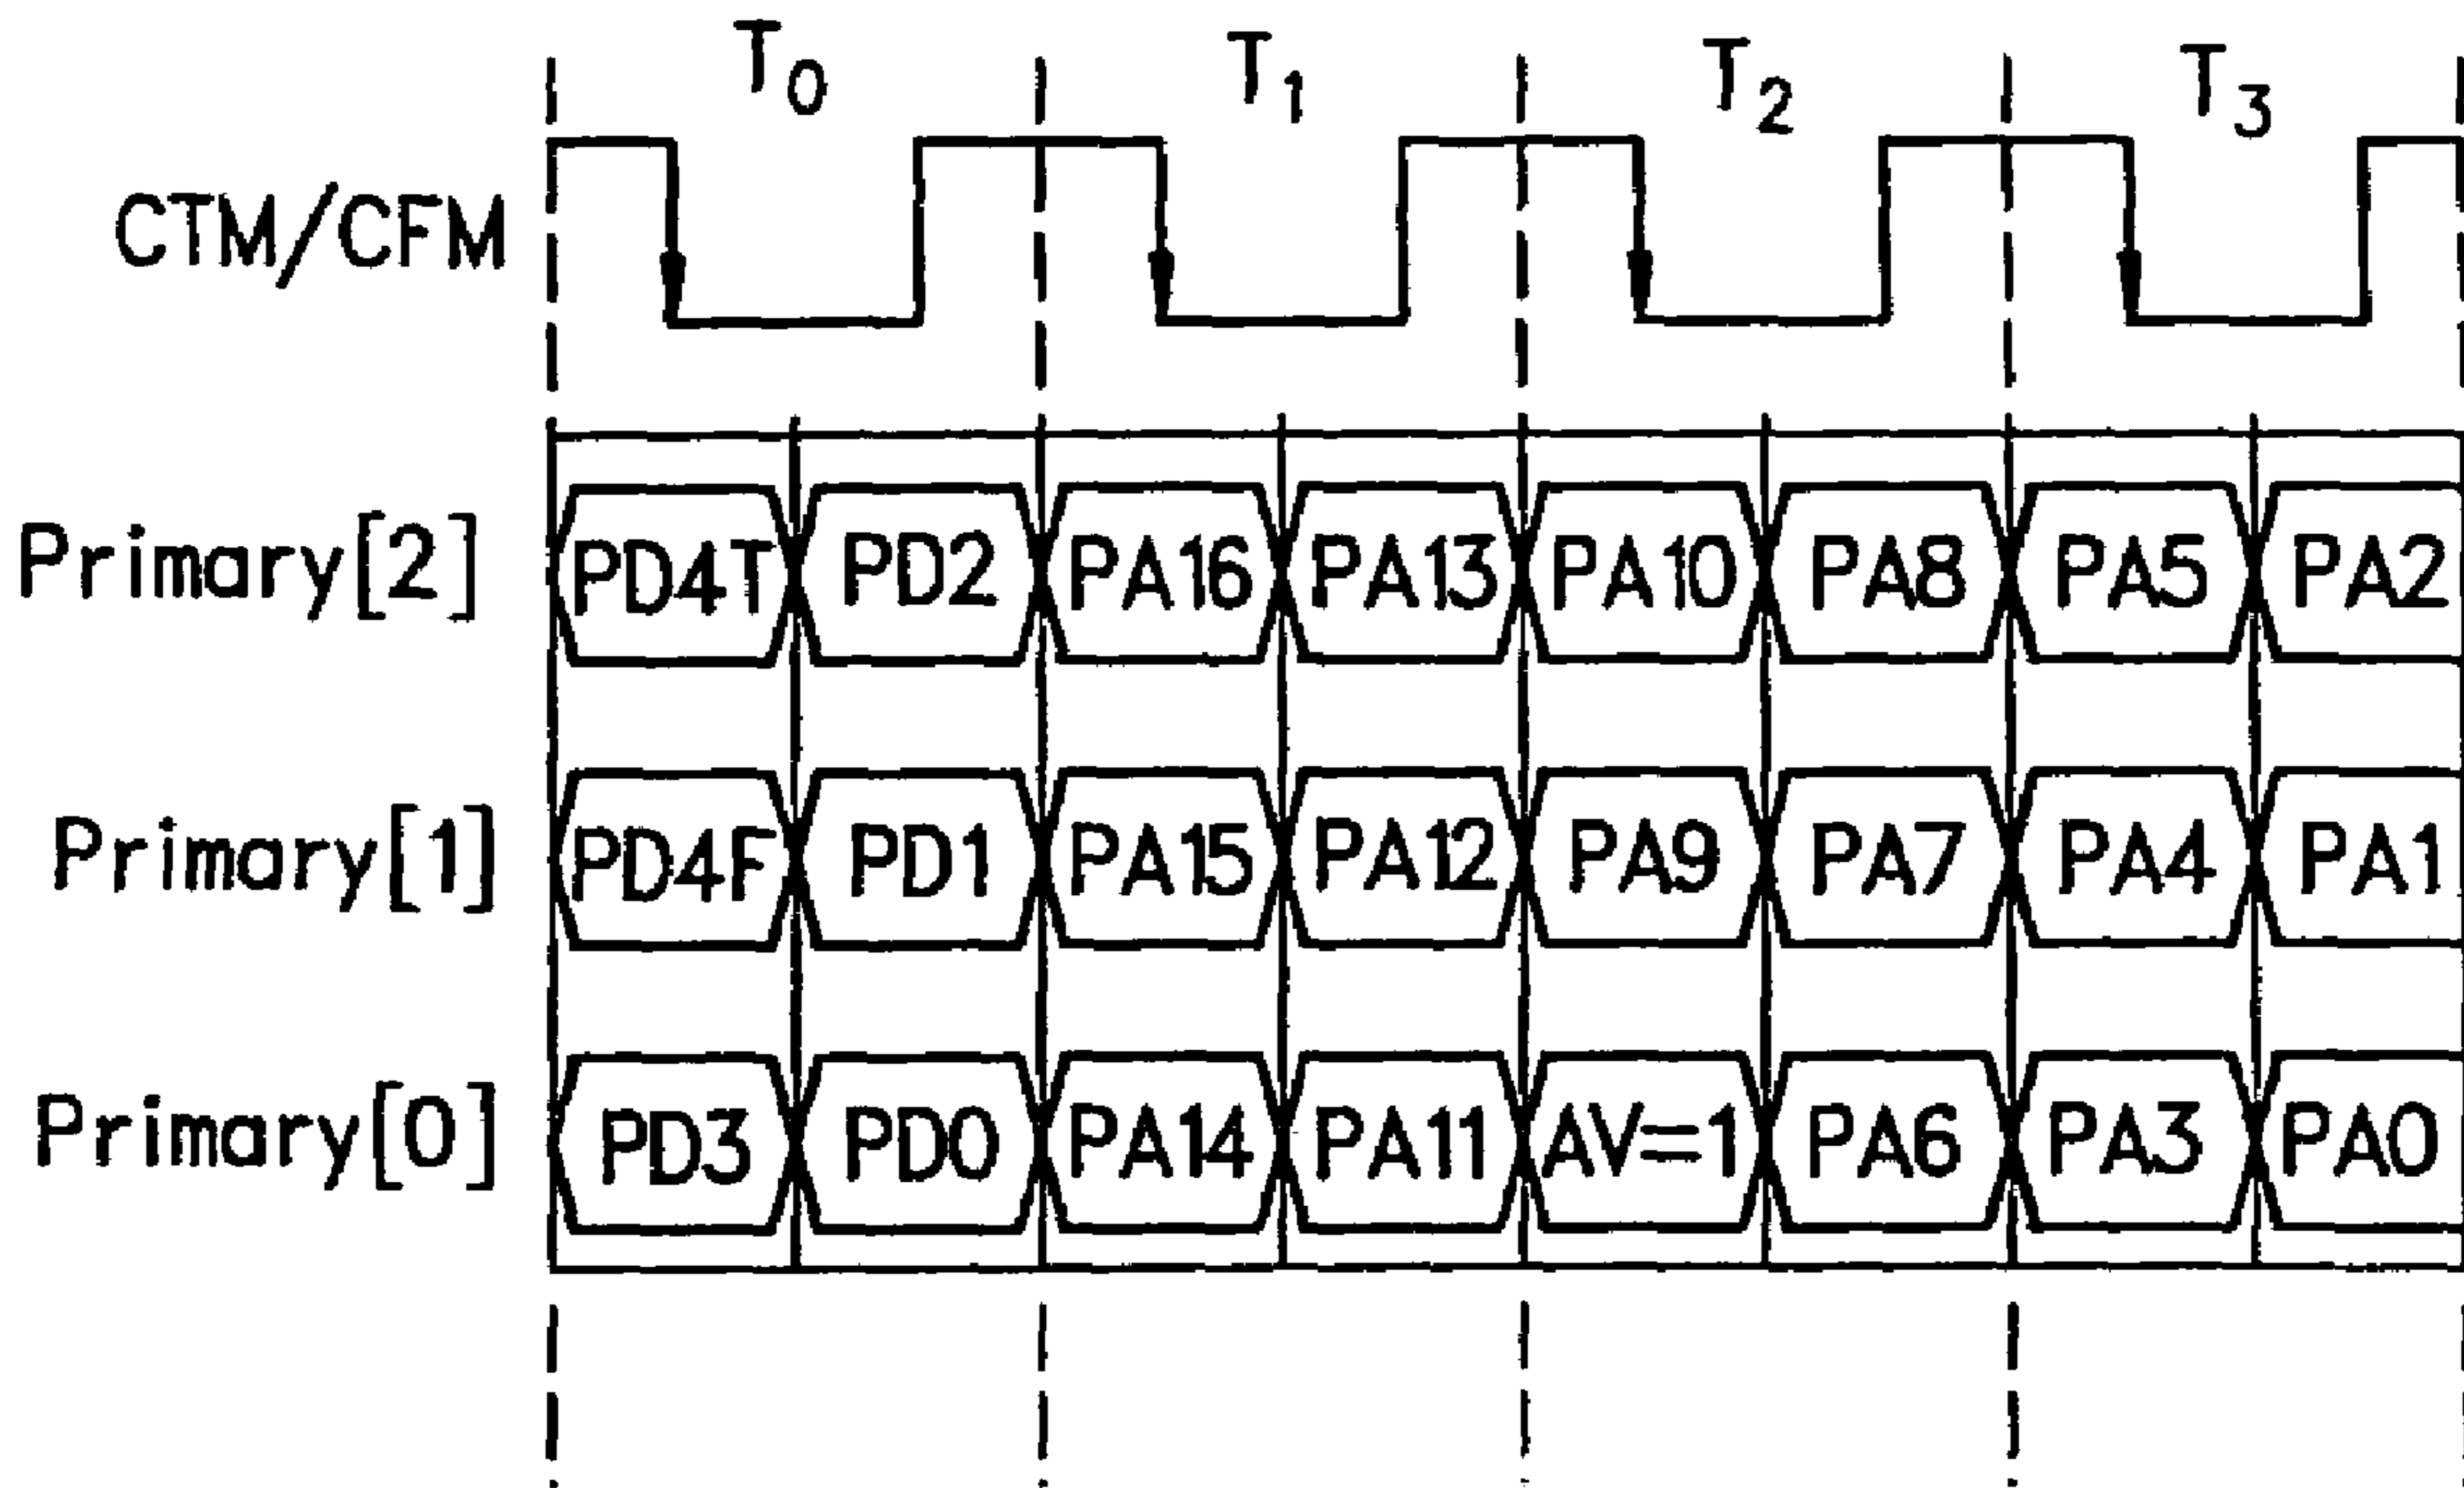 T0 T1 T2 T3
CTM/CFM
Primary[2] PD4T PD2 PA16 PA13 PA10 PA8 PA5 PA2
Primary[1] PD4F PD1 PA15 PA12 PA9 PA7 PA4 PA1
Primary[0] PD3 PD0 PA14 PA11 AV=1 PA6 PA3 PA0